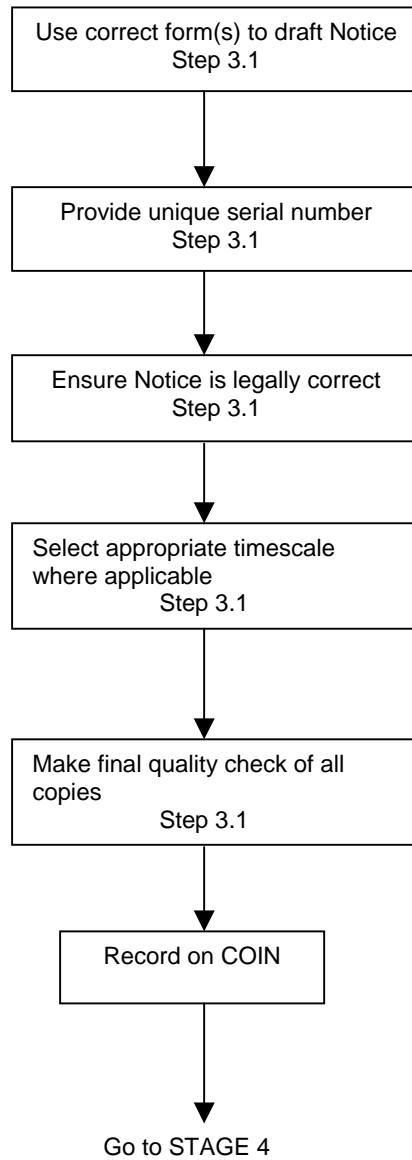 Use correct form(s) to draft Notice
Step 3.1
Provide unique serial number
Step 3.1
Ensure Notice is legally correct
Step 3.1
Select appropriate timescale
where applicable
Step 3.1
Make final quality check of all
copies
Step 3.1
Record on COIN
Go to STAGE 4